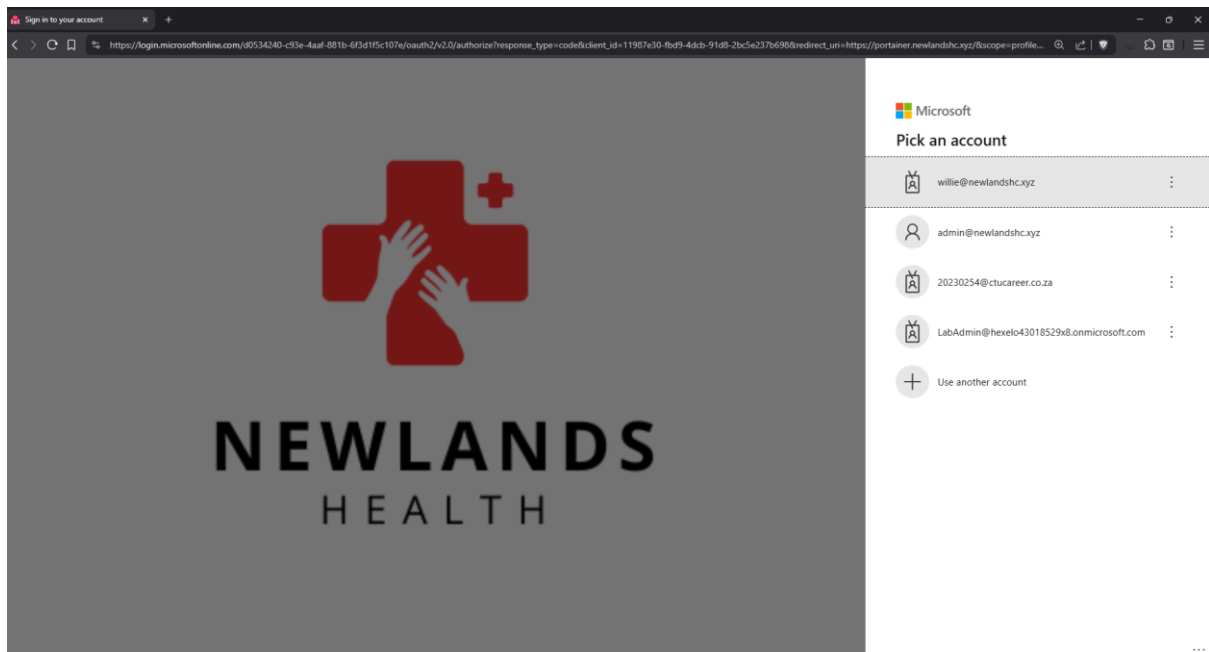 Sign in to your account
https://login.microsoftonline.com/d0534240-c93e-4aaf-881b-6f3d1f5c107e/oauth2/v2.0/authorize?response_type=code&client_id=11987e30-fbd9-4dcb-91d8-2bc5e237b698&redirect_uri=https://portainer.newlandshc.xyz/&scope=profile...
Microsoft
Pick an account
willie@newlandshc.xyz
admin@newlandshc.xyz
20230254@ctucareer.co.za
LabAdmin@hexelo43018529x8.onmicrosoft.com
Use another account
NEWLANDS
HEALTH